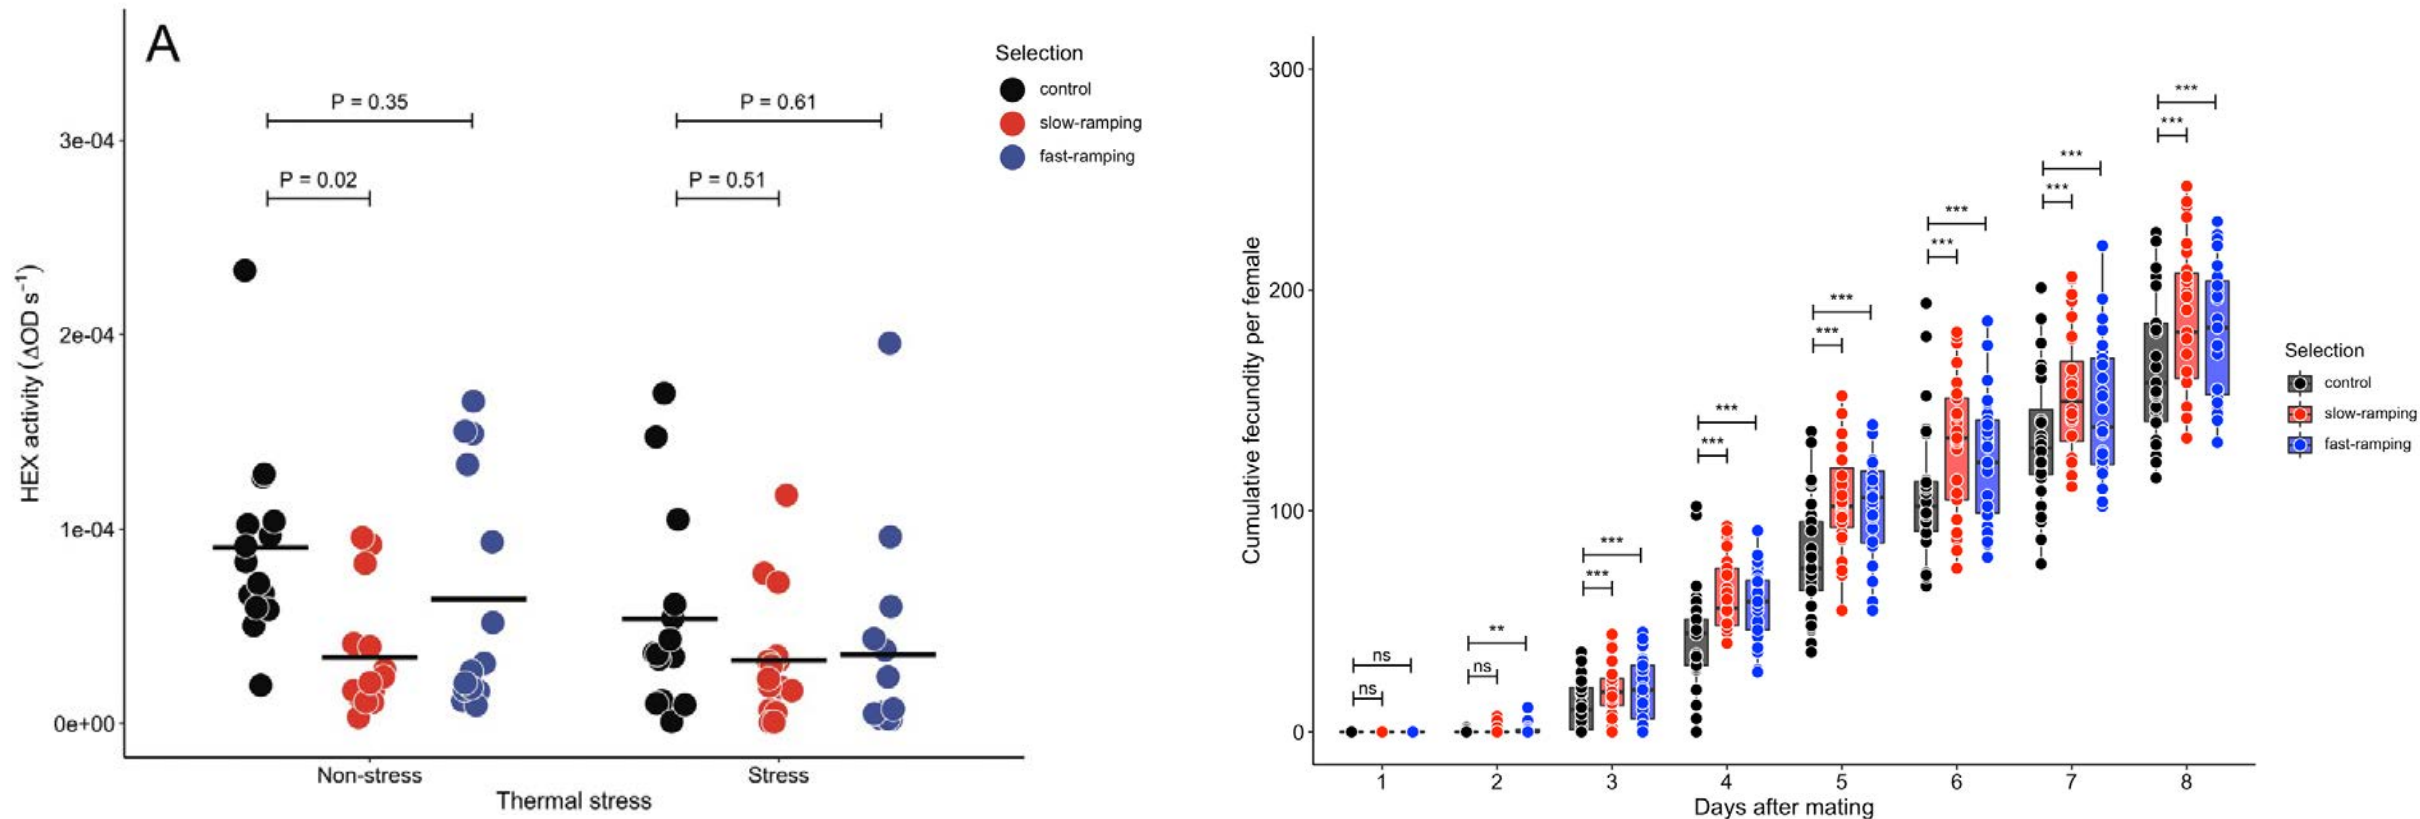 A
Selection
control
slow-ramping
fast-ramping
P = 0.35
P = 0.61
P = 0.02
P = 0.51
3e-04
2e-04
1e-04
0e+00
HEX activity (ΔOD s⁻¹)
Non-stress
Stress
Thermal stress
300
200
100
0
Cumulative fecundity per female
ns
ns
**
ns
***
***
***
***
***
***
***
***
***
***
***
***
1
2
3
4
5
6
7
8
Days after mating
Selection
control
slow-ramping
fast-ramping